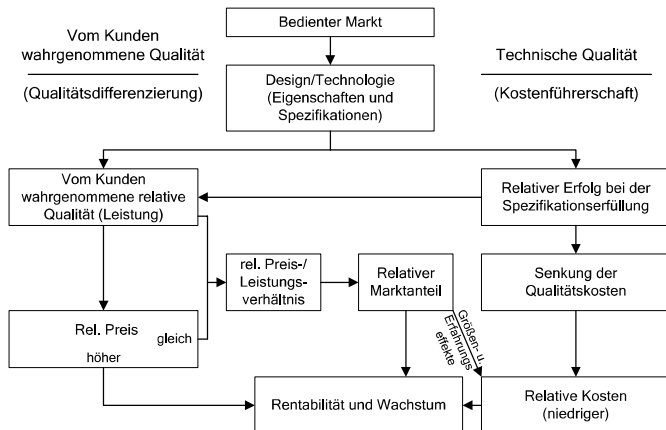 Vom Kunden
wahrgenommene Qualität
(Qualitätsdifferenzierung)
Bedienter Markt
Technische Qualität
(Kostenführerschaft)
Design/Technologie
(Eigenschaften und
Spezifikationen)
Vom Kunden
wahrgenommene relative
Qualität (Leistung)
Relativer Erfolg bei der
Spezifikationserfüllung
rel. Preis-/
Leistungs-
verhältnis
Relativer
Marktanteil
Senkung der
Qualitätskosten
Rel. Preis
gleich
höher
Größen- u.
Erfahrungs
effekte
Rentabilität und Wachstum
Relative Kosten
(niedriger)